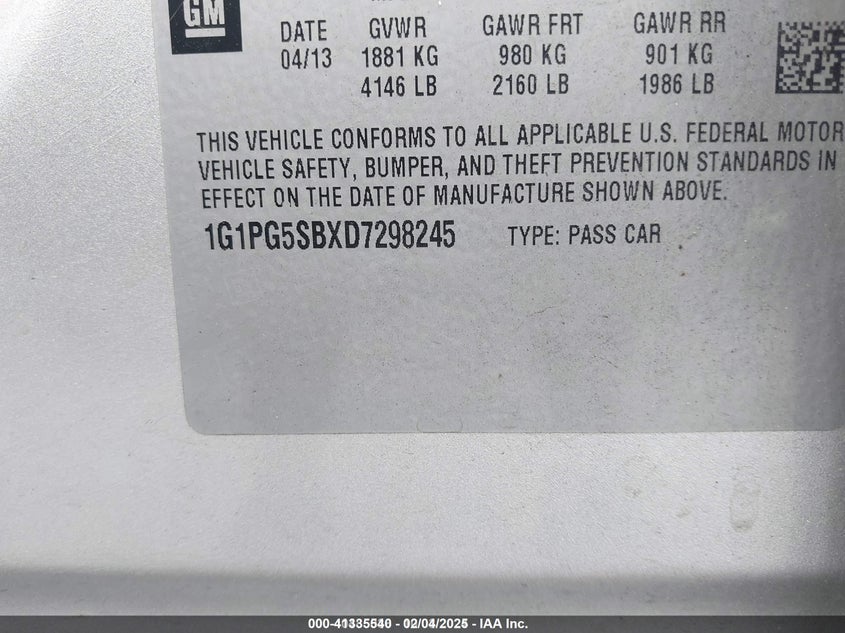 GM
DATE GVWR GAWR FRT GAWR RR
04/13 1881 KG 980 KG 901 KG
4146 LB 2160 LB 1986 LB
THIS VEHICLE CONFORMS TO ALL APPLICABLE U.S. FEDERAL MOTOR
VEHICLE SAFETY, BUMPER, AND THEFT PREVENTION STANDARDS IN
EFFECT ON THE DATE OF MANUFACTURE SHOWN ABOVE.
1G1PG5SBXD7298245 TYPE: PASS CAR
000-41335540 - 02/04/2025 - IAA Inc.